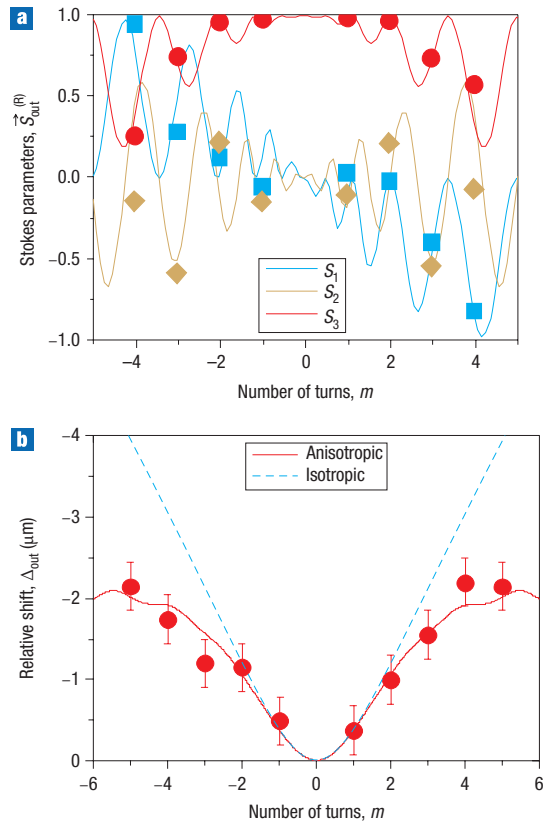 a
1.0
0.5
0.0
−0.5
−1.0
Stokes parameters, S⃗out(R)
S1
S2
S3
−4
−2
0
2
4
Number of turns, m
b
−4
−3
−2
−1
0
Relative shift, Δout (μm)
Anisotropic
Isotropic
−6
−4
−2
0
2
4
6
Number of turns, m